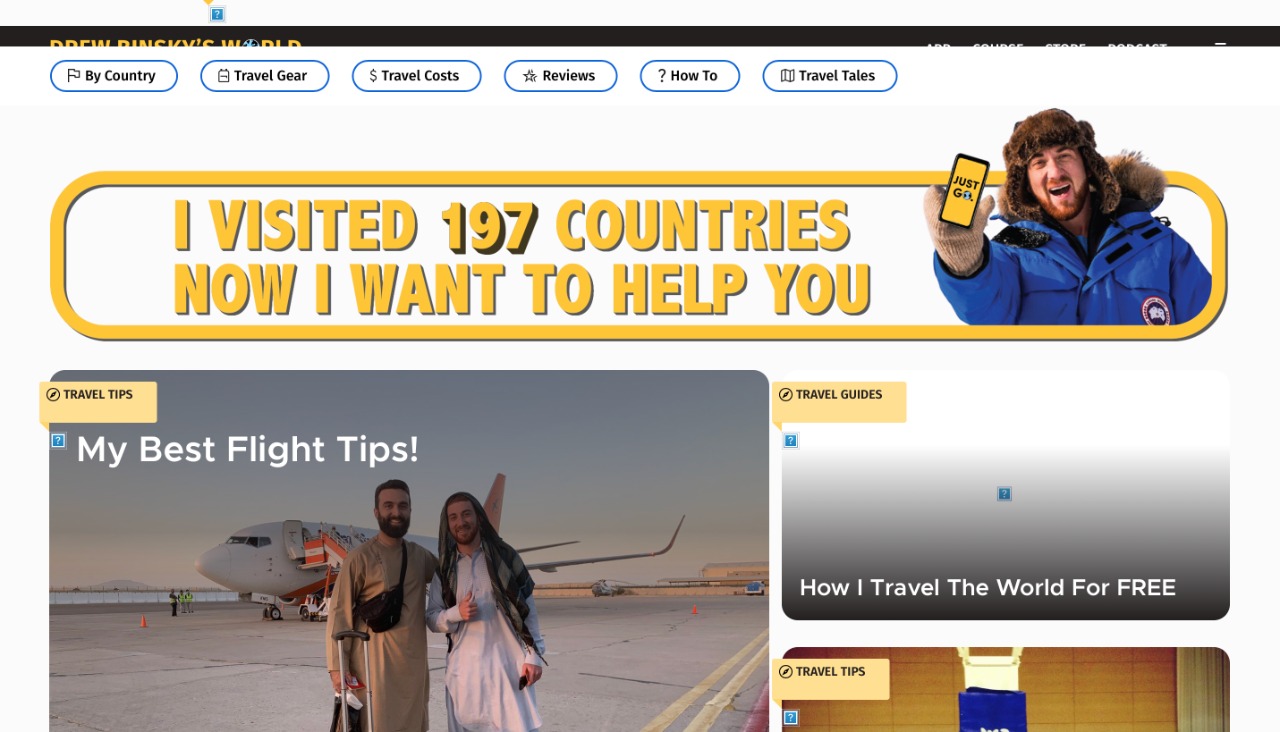 DREW BINSKY'S WORLD
APP COURSE STORE PODCAST
By Country Travel Gear Travel Costs Reviews How To Travel Tales
JUST
GO
I VISITED 197 COUNTRIES
NOW I WANT TO HELP YOU
TRAVEL TIPS
My Best Flight Tips!
TRAVEL GUIDES
How I Travel The World For FREE
TRAVEL TIPS